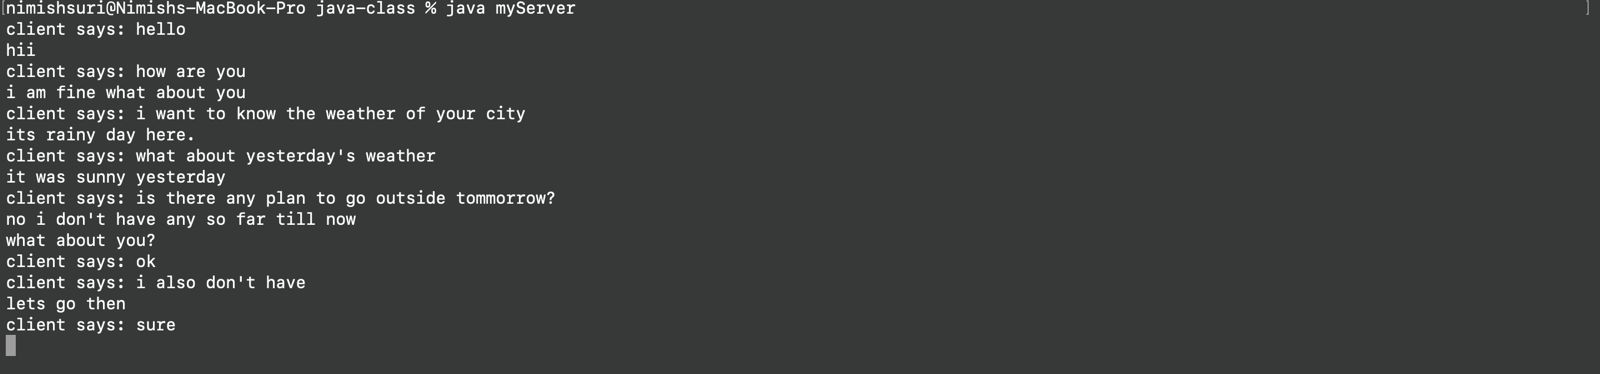 [nimishsuri@Nimishs-MacBook-Pro java-class % java myServer ]
client says: hello
hii
client says: how are you
i am fine what about you
client says: i want to know the weather of your city
its rainy day here.
client says: what about yesterday's weather
it was sunny yesterday
client says: is there any plan to go outside tommorrow?
no i don't have any so far till now
what about you?
client says: ok
client says: i also don't have
lets go then
client says: sure